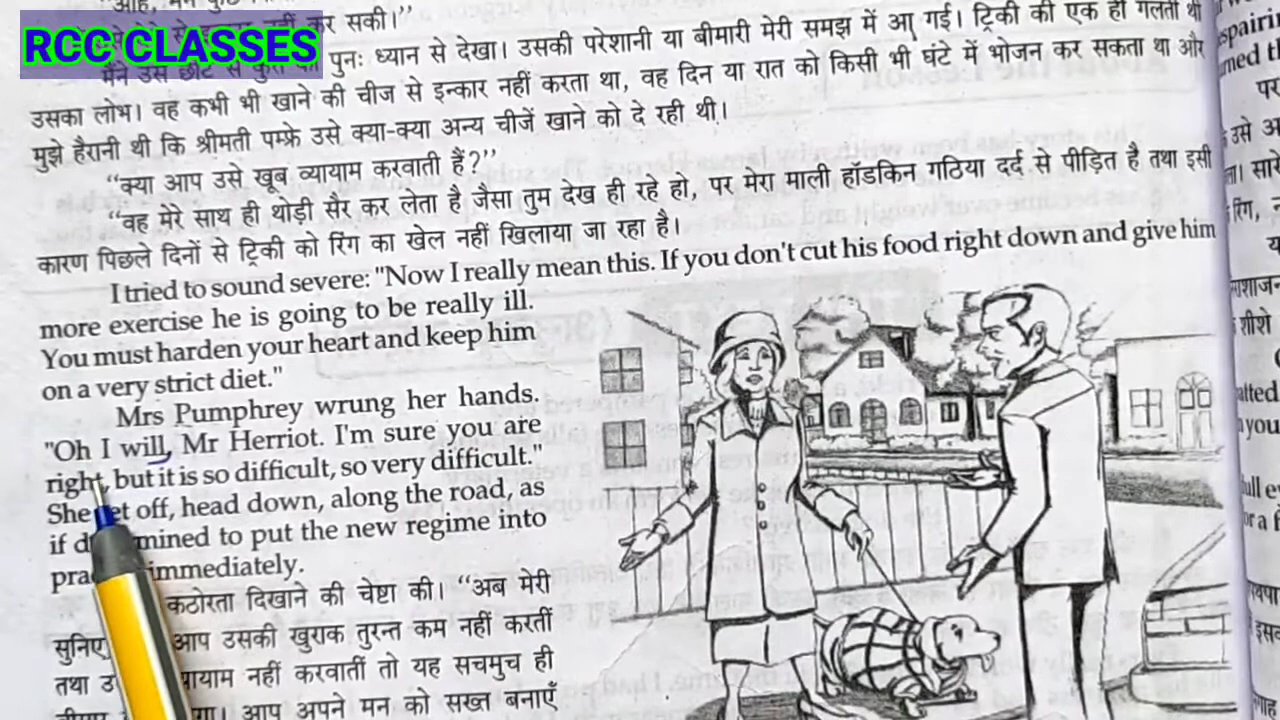 RCC CLASSES
कर सकी।”
पुनः ध्यान से देखा। उसकी परेशानी या बीमारी मेरी समझ में आ गई। ट्रिकी की एक ही गलती थी
उसका लोभ। वह कभी भी खाने की चीज से इन्कार नहीं करता था, वह दिन या रात को किसी भी घंटे में भोजन कर सकता था और
मुझे हैरानी थी कि श्रीमती पम्फ्रे उसे क्या-क्या अन्य चीजें खाने को दे रही थी।
“क्या आप उसे खूब व्यायाम करवाती हैं?”
“वह मेरे साथ ही थोड़ी सैर कर लेता है जैसा तुम देख ही रहे हो, पर मेरा माली हॉडकिन गठिया दर्द से पीड़ित है तथा इसी
कारण पिछले दिनों से ट्रिकी को रिंग का खेल नहीं खिलाया जा रहा है।
I tried to sound severe: "Now I really mean this. If you don't cut his food right down and give him
more exercise he is going to be really ill.
You must harden your heart and keep him
on a very strict diet."
Mrs Pumphrey wrung her hands.
"Oh I will, Mr Herriot. I'm sure you are
right, but it is so difficult, so very difficult."
She set off, head down, along the road, as
if determined to put the new regime into
immediately.
कठोरता दिखाने की चेष्टा की। “अब मेरी
सुनिए आप उसकी खुराक तुरन्त कम नहीं करतीं
तथा नहीं करवातीं तो यह सचमुच ही
आप अपने मन को सख्त बनाएँ